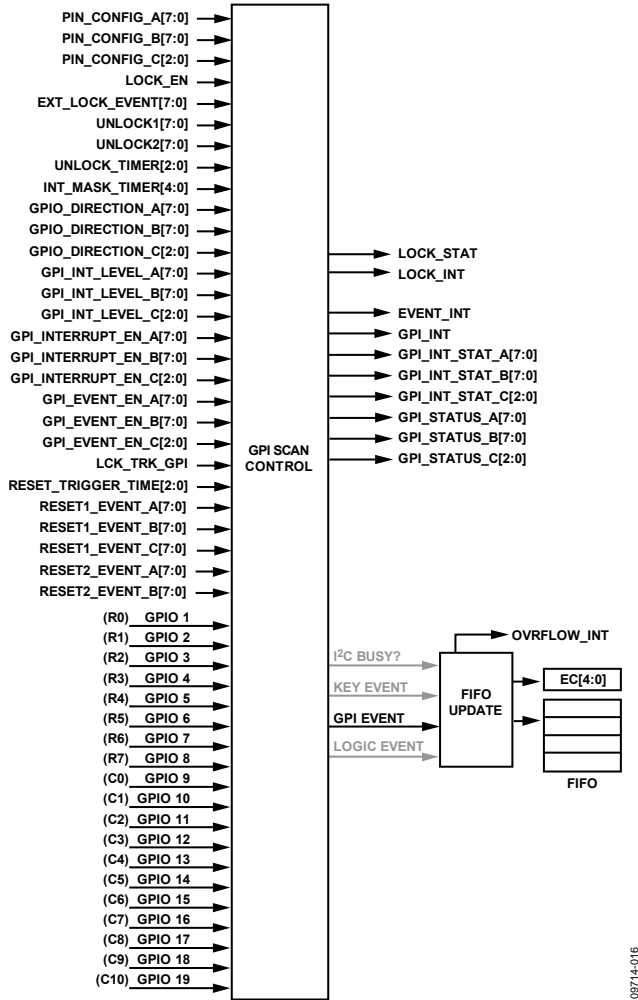 PIN_CONFIG_A[7:0]
PIN_CONFIG_B[7:0]
PIN_CONFIG_C[2:0]
LOCK_EN
EXT_LOCK_EVENT[7:0]
UNLOCK1[7:0]
UNLOCK2[7:0]
UNLOCK_TIMER[2:0]
INT_MASK_TIMER[4:0]
GPIO_DIRECTION_A[7:0]
GPIO_DIRECTION_B[7:0]
GPIO_DIRECTION_C[2:0]
GPI_INT_LEVEL_A[7:0]
GPI_INT_LEVEL_B[7:0]
GPI_INT_LEVEL_C[2:0]
GPI_INTERRUPT_EN_A[7:0]
GPI_INTERRUPT_EN_B[7:0]
GPI_INTERRUPT_EN_C[2:0]
GPI_EVENT_EN_A[7:0]
GPI_EVENT_EN_B[7:0]
GPI_EVENT_EN_C[2:0]
LCK_TRK_GPI
RESET_TRIGGER_TIME[2:0]
RESET1_EVENT_A[7:0]
RESET1_EVENT_B[7:0]
RESET1_EVENT_C[7:0]
RESET2_EVENT_A[7:0]
RESET2_EVENT_B[7:0]
(R0) GPIO 1
(R1) GPIO 2
(R2) GPIO 3
(R3) GPIO 4
(R4) GPIO 5
(R5) GPIO 6
(R6) GPIO 7
(R7) GPIO 8
(C0) GPIO 9
(C1) GPIO 10
(C2) GPIO 11
(C3) GPIO 12
(C4) GPIO 13
(C5) GPIO 14
(C6) GPIO 15
(C7) GPIO 16
(C8) GPIO 17
(C9) GPIO 18
(C10) GPIO 19
GPI SCAN
CONTROL
LOCK_STAT
LOCK_INT
EVENT_INT
GPI_INT
GPI_INT_STAT_A[7:0]
GPI_INT_STAT_B[7:0]
GPI_INT_STAT_C[2:0]
GPI_STATUS_A[7:0]
GPI_STATUS_B[7:0]
GPI_STATUS_C[2:0]
I²C BUSY?
KEY EVENT
GPI EVENT
LOGIC EVENT
FIFO
UPDATE
OVRFLOW_INT
EC[4:0]
FIFO
09714-016